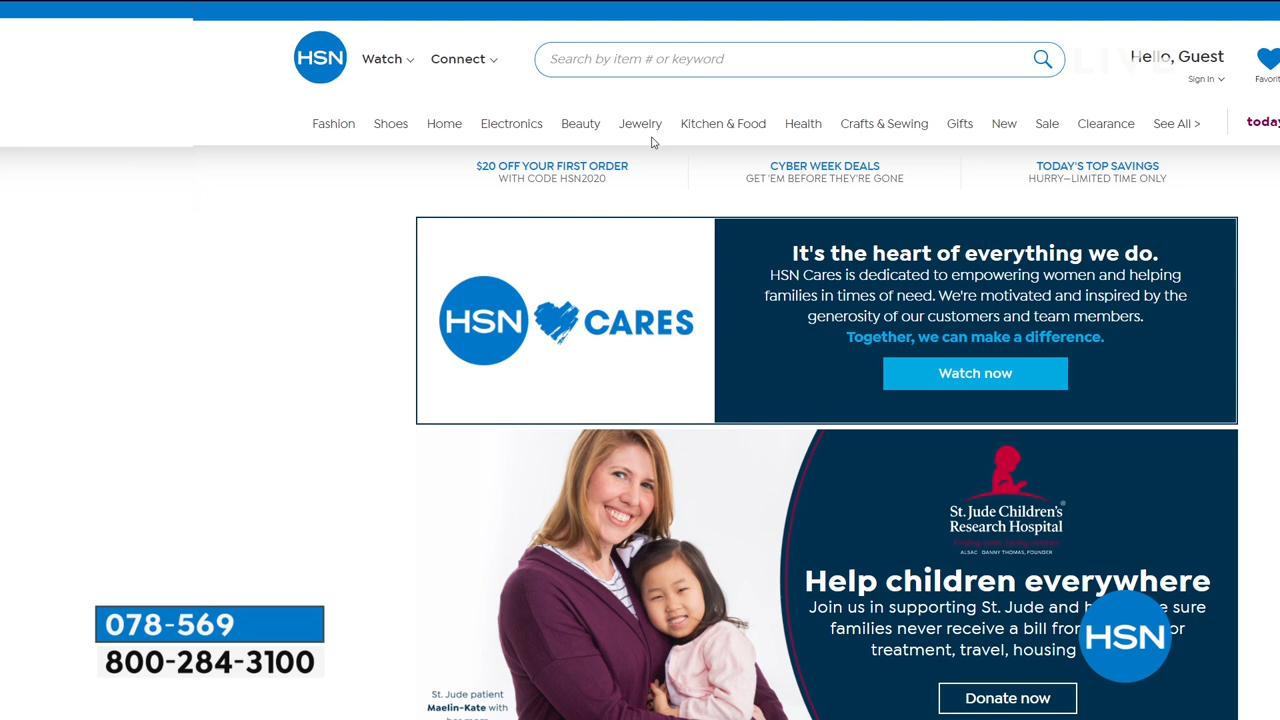 HSN
Watch
Connect
Search by item # or keyword
LIVE
Hello, Guest
Sign In
Fashion
Shoes
Home
Electronics
Beauty
Jewelry
Kitchen & Food
Health
Crafts & Sewing
Gifts
New
Sale
Clearance
See All >
$20 OFF YOUR FIRST ORDER
WITH CODE HSN2020
CYBER WEEK DEALS
GET 'EM BEFORE THEY'RE GONE
TODAY'S TOP SAVINGS
HURRY–LIMITED TIME ONLY
HSN CARES
It's the heart of everything we do.
HSN Cares is dedicated to empowering women and helping
families in times of need. We're motivated and inspired by the
generosity of our customers and team members.
Together, we can make a difference.
Watch now
St. Jude Children's
Research Hospital
ALSAC DANNY THOMAS, FOUNDER
Help children everywhere
Join us in supporting St. Jude and sure
families never receive a bill
treatment, travel, housing
HSN
Donate now
St. Jude patient
Maelin-Kate with
078-569
800-284-3100